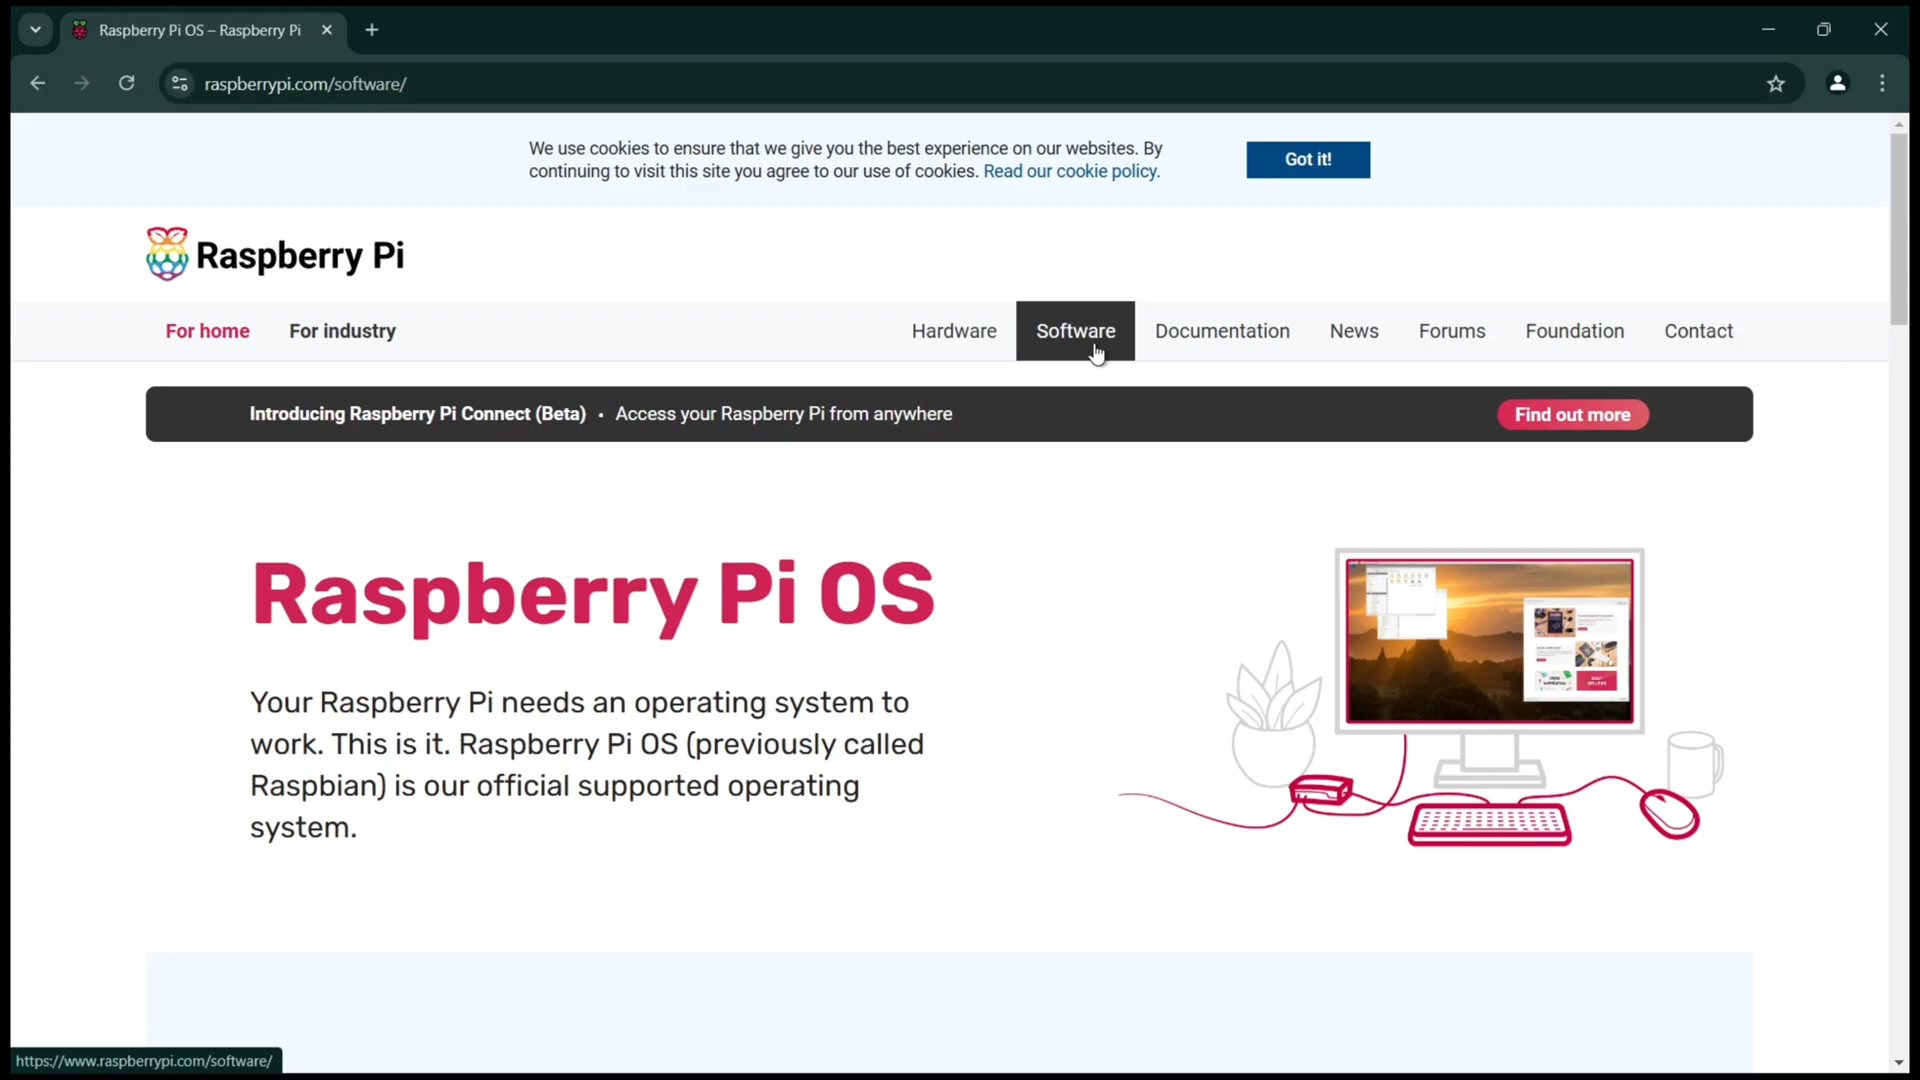 Raspberry Pi OS – Raspberry Pi
raspberrypi.com/software/
We use cookies to ensure that we give you the best experience on our websites. By
continuing to visit this site you agree to our use of cookies. Read our cookie policy.
Got it!
Raspberry Pi
For home For industry Hardware Software Documentation News Forums Foundation Contact
Introducing Raspberry Pi Connect (Beta) • Access your Raspberry Pi from anywhere Find out more
Raspberry Pi OS
Your Raspberry Pi needs an operating system to
work. This is it. Raspberry Pi OS (previously called
Raspbian) is our official supported operating
system.
https://www.raspberrypi.com/software/